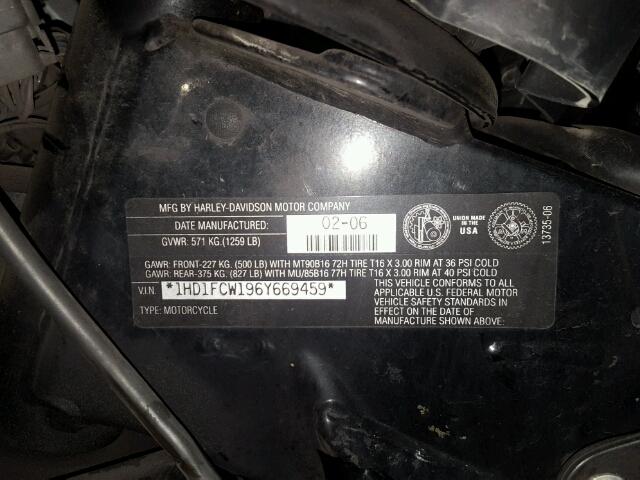 MFG BY HARLEY-DAVIDSON MOTOR COMPANY
DATE MANUFACTURED: 02-06
GVWR: 571 KG.(1259 LB)
UNION MADE IN THE USA
13735-06
GAWR: FRONT-227 KG. (500 LB) WITH MT90B16 72H TIRE T16 X 3.00 RIM AT 36 PSI COLD
GAWR: REAR-375 KG. (827 LB) WITH MU/85B16 77H TIRE T16 X 3.00 RIM AT 40 PSI COLD
V.I.N. *1HD1FCW196Y669459*
TYPE: MOTORCYCLE
THIS VEHICLE CONFORMS TO ALL
APPLICABLE U.S. FEDERAL MOTOR
VEHICLE SAFETY STANDARDS IN
EFFECT ON THE DATE OF
MANUFACTURE SHOWN ABOVE: